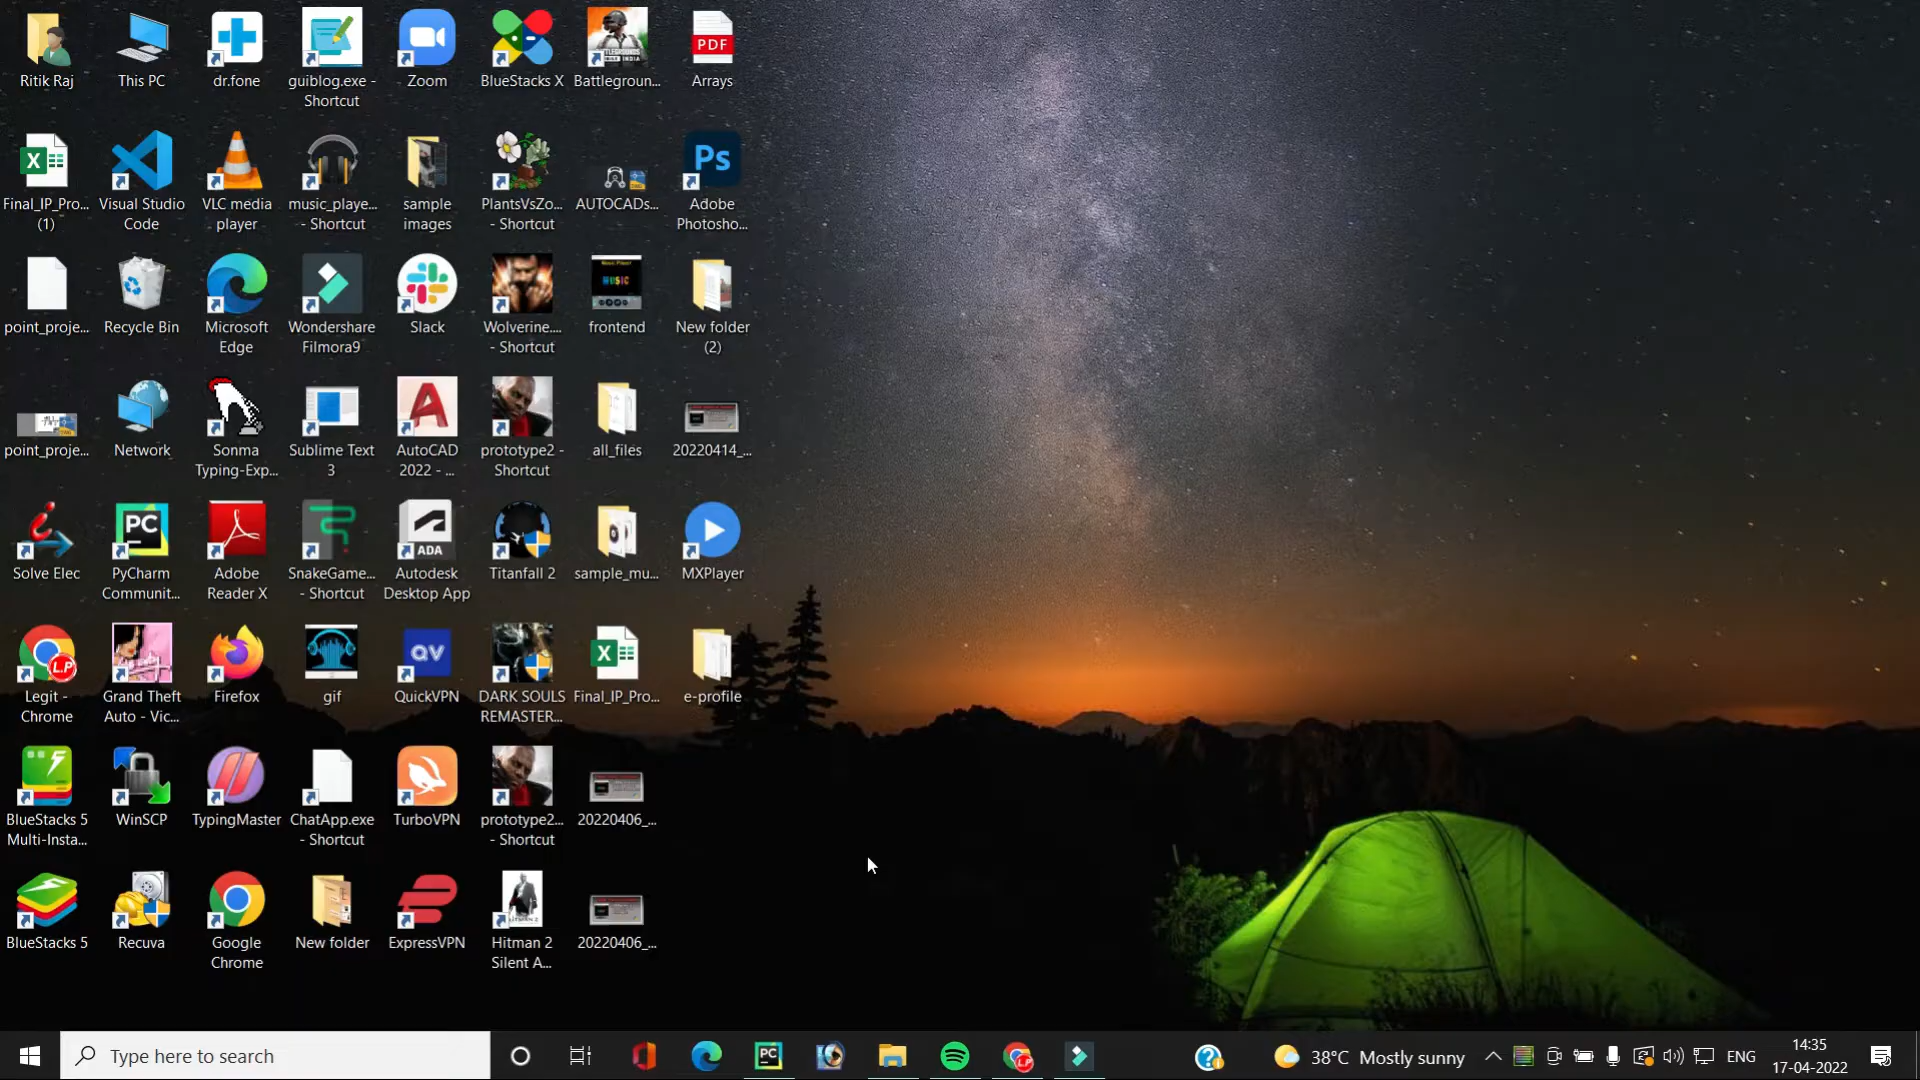 Ritik Raj
This PC
dr.fone
guiblog.exe -
Shortcut
Zoom
BlueStacks X
Battlegroun...
PDF
Arrays
Final_IP_Pro...
(1)
Visual Studio
Code
VLC media
player
music_playe...
- Shortcut
sample
images
PlantsVsZo...
- Shortcut
AUTOCADs...
Ps
Adobe
Photosho...
point_proje...
Recycle Bin
Microsoft
Edge
Wondershare
Filmora9
Slack
Wolverine....
- Shortcut
MUSIC
frontend
New folder
(2)
point_proje...
Network
Sonma
Typing-Exp...
Sublime Text
3
AutoCAD
2022 - ...
prototype2 -
Shortcut
all_files
20220414_...
Solve Elec
PC
PyCharm
Communit...
Adobe
Reader X
SnakeGame...
- Shortcut
ADA
Autodesk
Desktop App
Titanfall 2
sample_mu...
MXPlayer
L.P
Legit -
Chrome
Grand Theft
Auto - Vic...
Firefox
gif
QV
QuickVPN
DARK SOULS
REMASTER...
Final_IP_Pro...
e-profile
BlueStacks 5
Multi-Insta...
WinSCP
TypingMaster
ChatApp.exe
- Shortcut
TurboVPN
prototype2...
- Shortcut
20220406_...
BlueStacks 5
Recuva
Google
Chrome
New folder
ExpressVPN
Hitman 2
Silent A...
20220406_...
Type here to search
PC
38°C Mostly sunny
ENG
14:35
17-04-2022